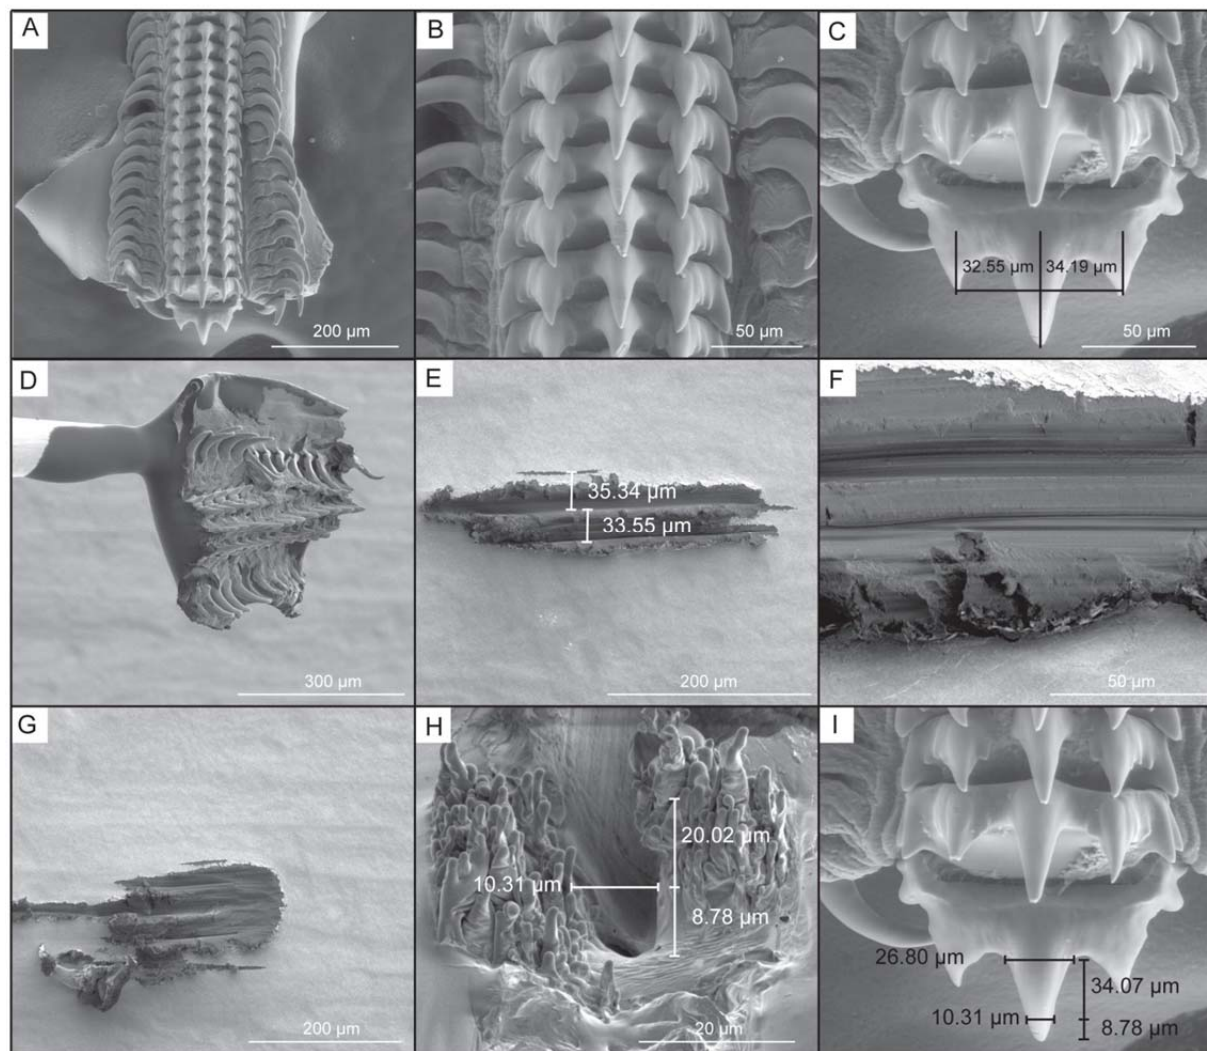 A
200 µm
B
50 µm
C
32.55 µm
34.19 µm
50 µm
D
300 µm
E
35.34 µm
33.55 µm
200 µm
F
50 µm
G
200 µm
H
20.02 µm
10.31 µm
8.78 µm
20 µm
I
26.80 µm
34.07 µm
10.31 µm
8.78 µm